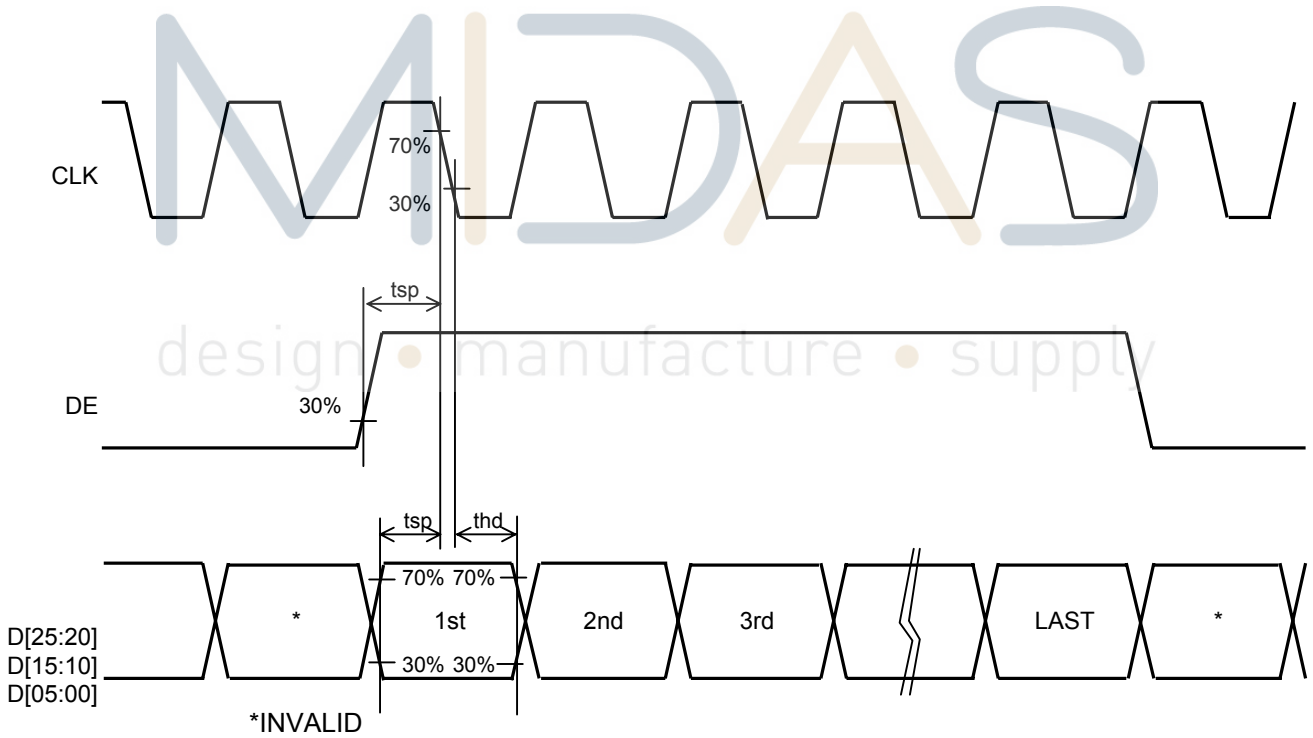 MIDAS
CLK
70%
30%
tsp
design • manufacture • supply
DE
30%
tsp thd
70% 70%
* 1st 2nd 3rd LAST *
D[25:20]
D[15:10]
D[05:00]
30% 30%
*INVALID